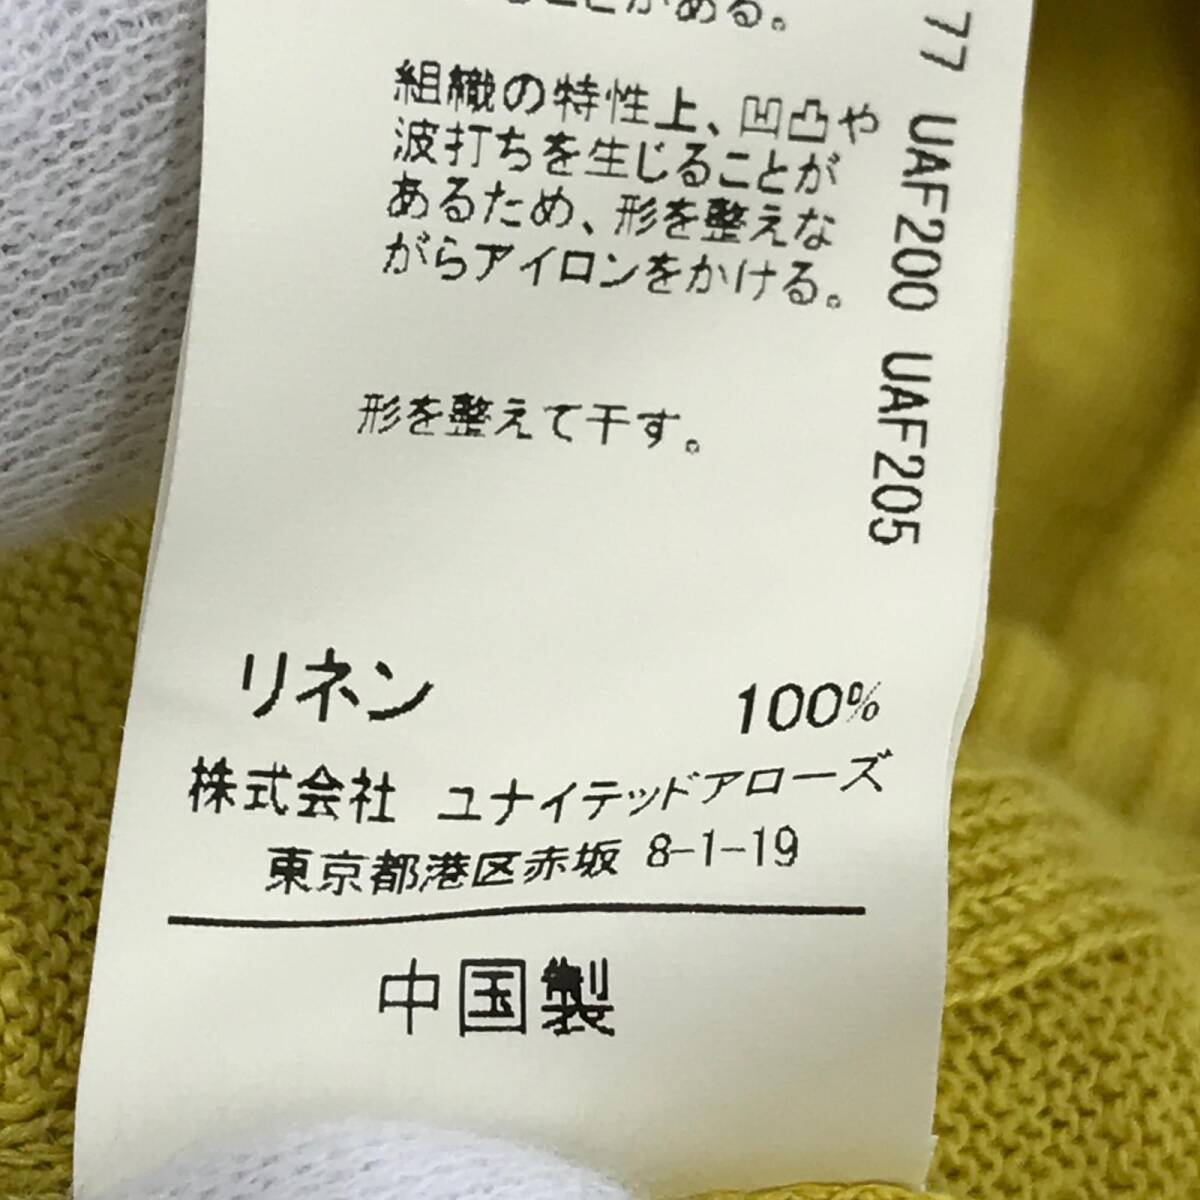 ことがある。
組織の特性上、凹凸や
波打ちを生じることが
あるため、形を整えな
がらアイロンをかける。
形を整えて干す。
77 UAF200 UAF205
リネン 100%
株式会社 ユナイテッドアローズ
東京都港区赤坂 8-1-19
中国製